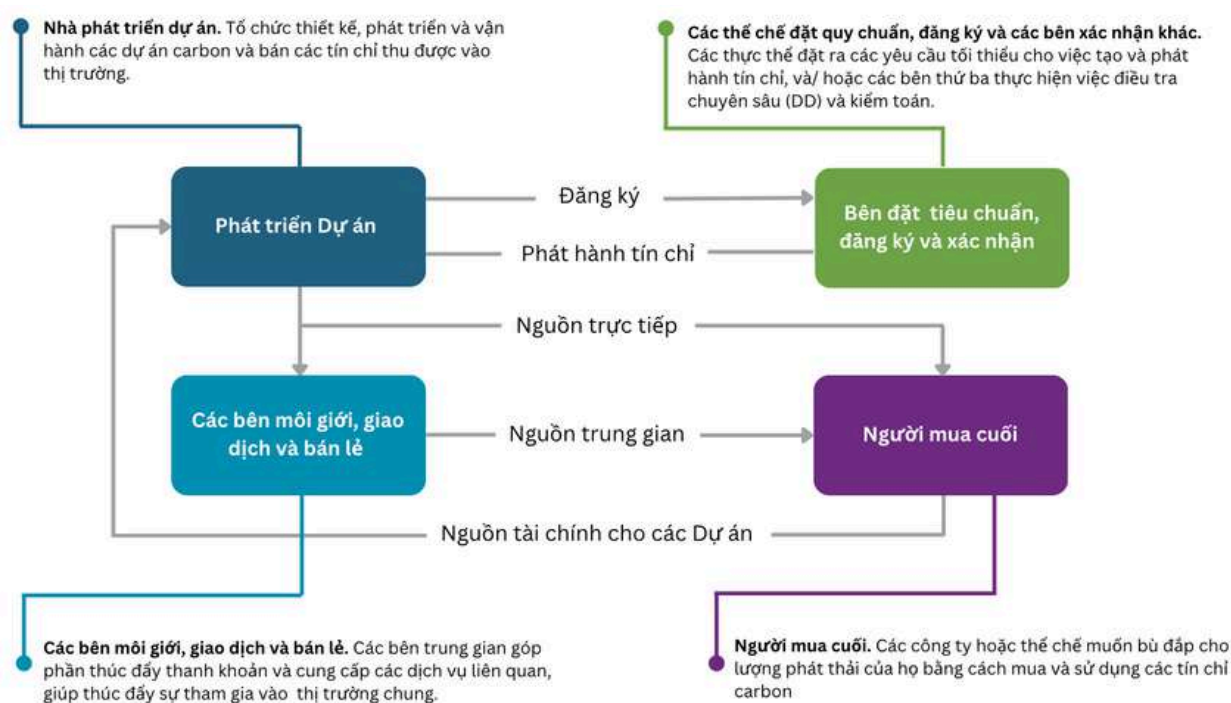 Nhà phát triển dự án. Tổ chức thiết kế, phát triển và vận
hành các dự án carbon và bán các tín chỉ thu được vào
thị trường.
Các thể chế đặt quy chuẩn, đăng ký và các bên xác nhận khác.
Các thực thể đặt ra các yêu cầu tối thiểu cho việc tạo và phát
hành tín chỉ, và/ hoặc các bên thứ ba thực hiện việc điều tra
chuyên sâu (DD) và kiểm toán.
Phát triển Dự án
Đăng ký
Phát hành tín chỉ
Bên đặt tiêu chuẩn,
đăng ký và xác nhận
Nguồn trực tiếp
Các bên môi giới, giao
dịch và bán lẻ
Nguồn trung gian
Người mua cuối
Nguồn tài chính cho các Dự án
Các bên môi giới, giao dịch và bán lẻ. Các bên trung gian góp
phần thúc đẩy thanh khoản và cung cấp các dịch vụ liên quan,
giúp thúc đẩy sự tham gia vào thị trường chung.
Người mua cuối. Các công ty hoặc thể chế muốn bù đắp cho
lượng phát thải của họ bằng cách mua và sử dụng các tín chỉ
carbon